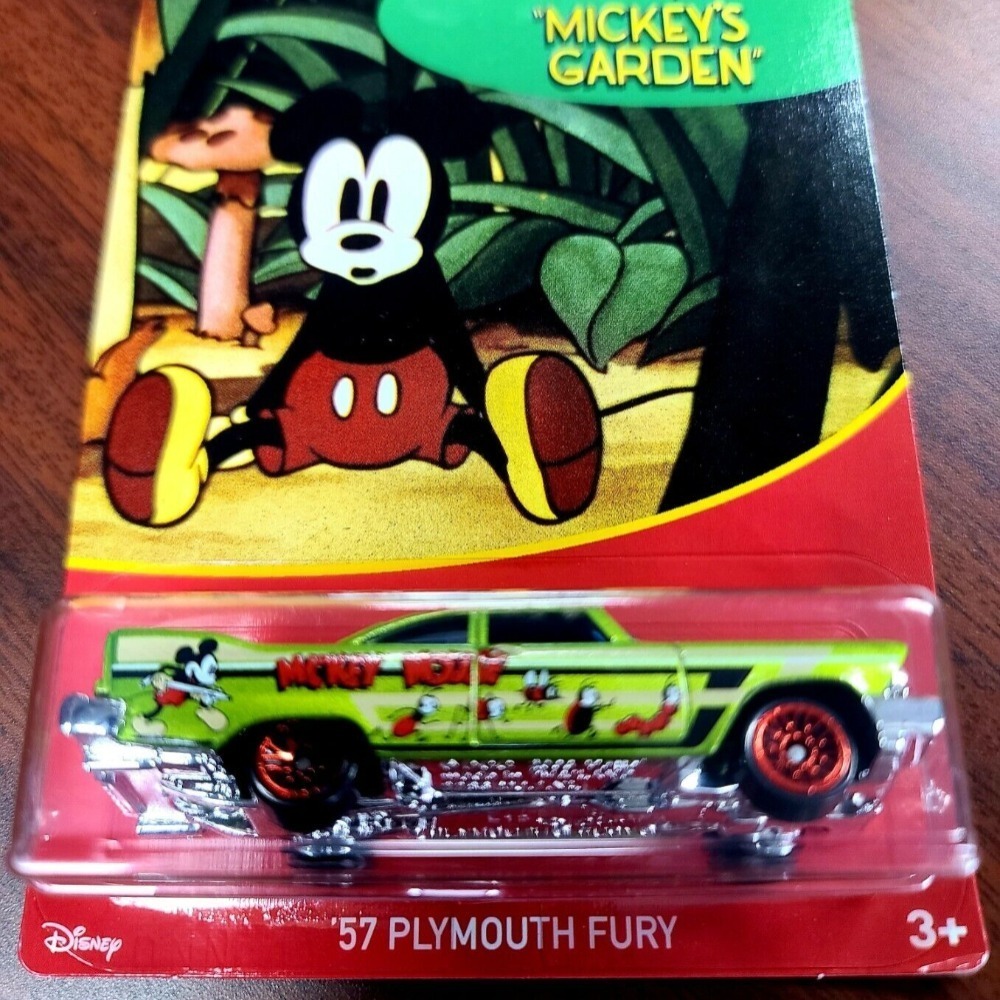 "MICKEY'S
GARDEN"
MICKEY MOUSE
Disney
'57 PLYMOUTH FURY
3+